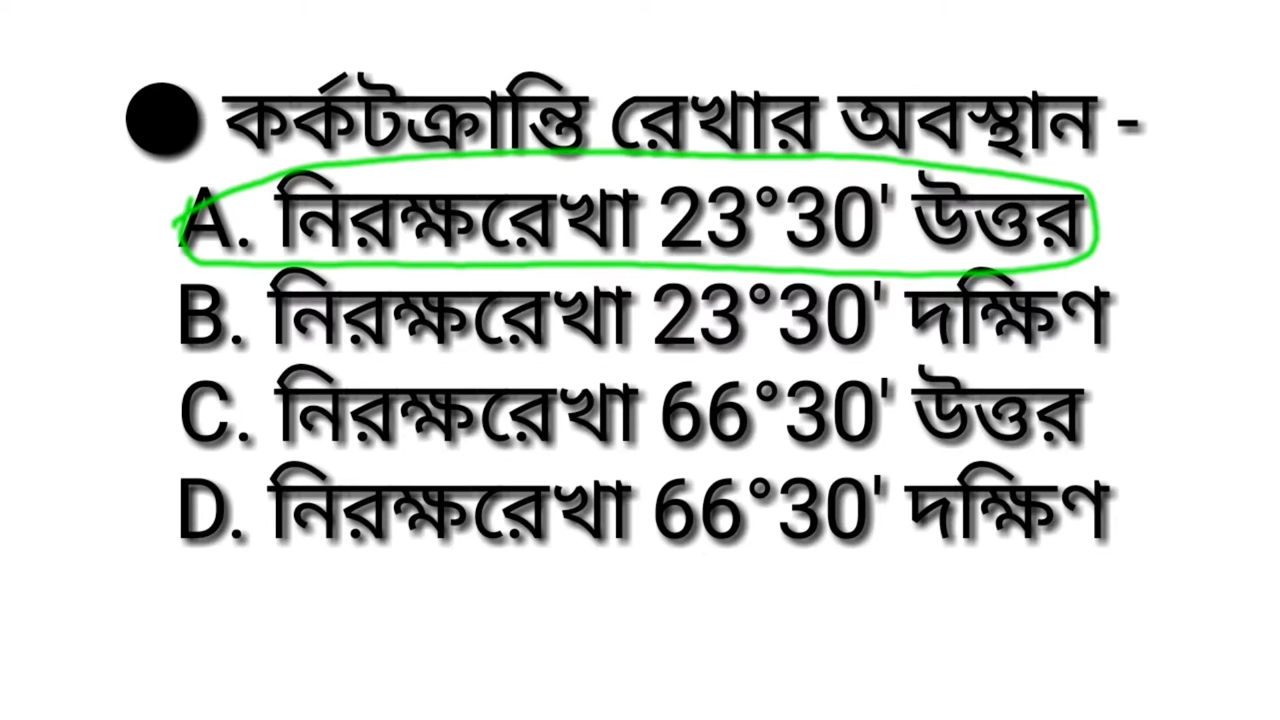 ● কর্কটক্রান্তি রেখার অবস্থান -
A. নিরক্ষরেখা 23°30' উত্তর
B. নিরক্ষরেখা 23°30' দক্ষিণ
C. নিরক্ষরেখা 66°30' উত্তর
D. নিরক্ষরেখা 66°30' দক্ষিণ